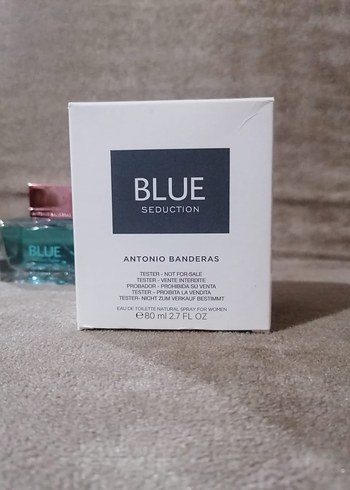 BLUE
SEDUCTION
ANTONIO BANDERAS
TESTER - NOT FOR BALE
TESTER - VENTE INTERDITE
PROBADOR - PROHIBIDA SU VENTA
TESTER - PROIBITA LA VENDITA
TESTER- NICHT ZUM VERKAUF BESTIMMT
EAU DE TOILETTE NATURAL SPRAY FOR WOMEN
℮80 ml 2.7 FL OZ
BLUE